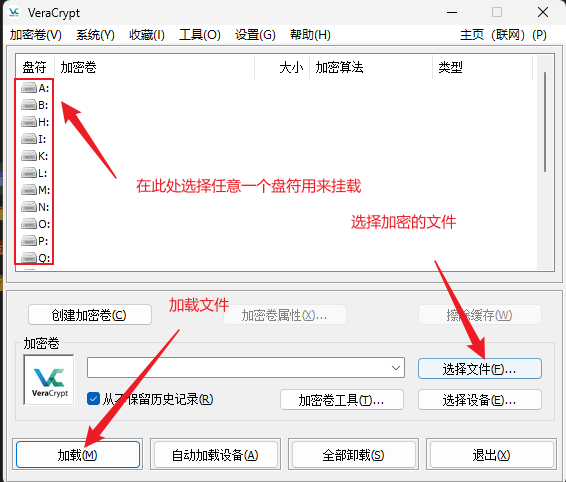 VeraCrypt
加密卷(V) 系统(Y) 收藏(I) 工具(O) 设置(G) 帮助(H) 主页（联网）(P)
盘符 加密卷 大小 加密算法 类型
A:
B:
H:
I:
K:
L:
M:
N:
O:
P:
Q:
在此处选择任意一个盘符用来挂载
选择加密的文件
加载文件
创建加密卷(C) 加密卷属性(X)... 擦除缓存(W)
加密卷
VeraCrypt
选择文件(F)...
从不保留历史记录(R) 加密卷工具(T)... 选择设备(E)...
加载(M) 自动加载设备(A) 全部卸载(S) 退出(X)